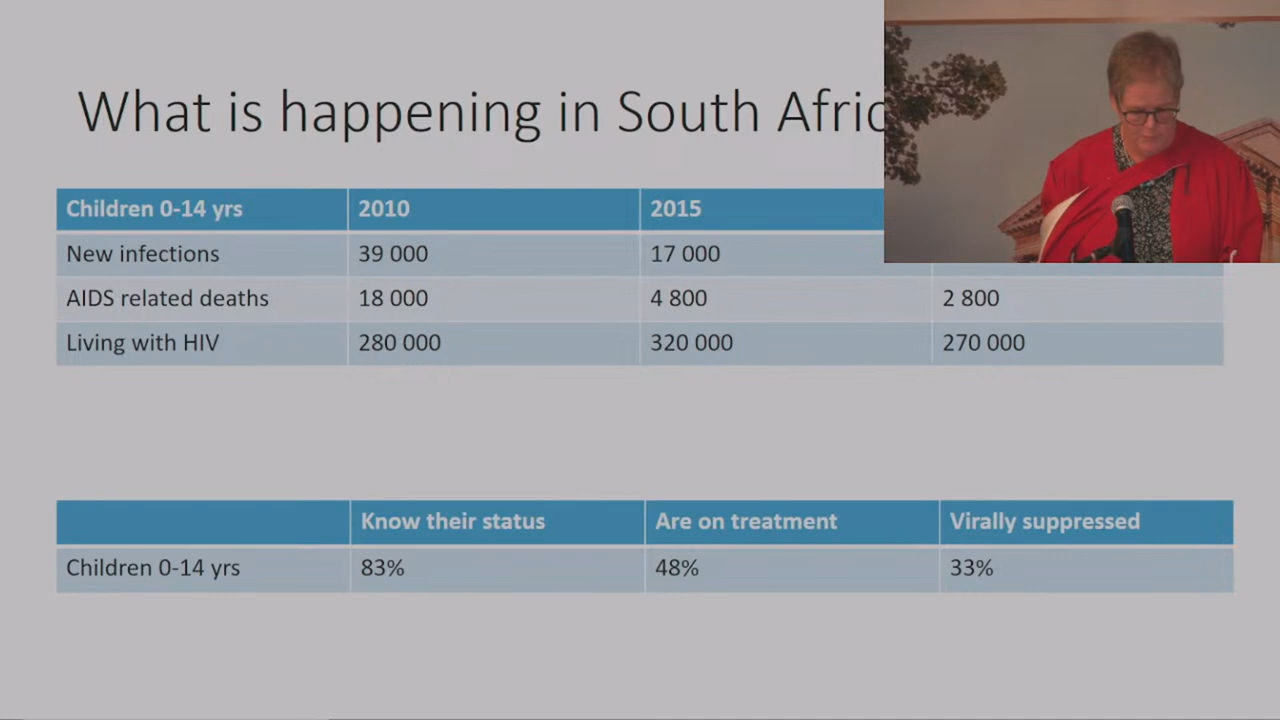 What is happening in South Afric
Children 0-14 yrs 2010 2015
New infections 39 000 17 000
AIDS related deaths 18 000 4 800 2 800
Living with HIV 280 000 320 000 270 000
Know their status Are on treatment Virally suppressed
Children 0-14 yrs 83% 48% 33%